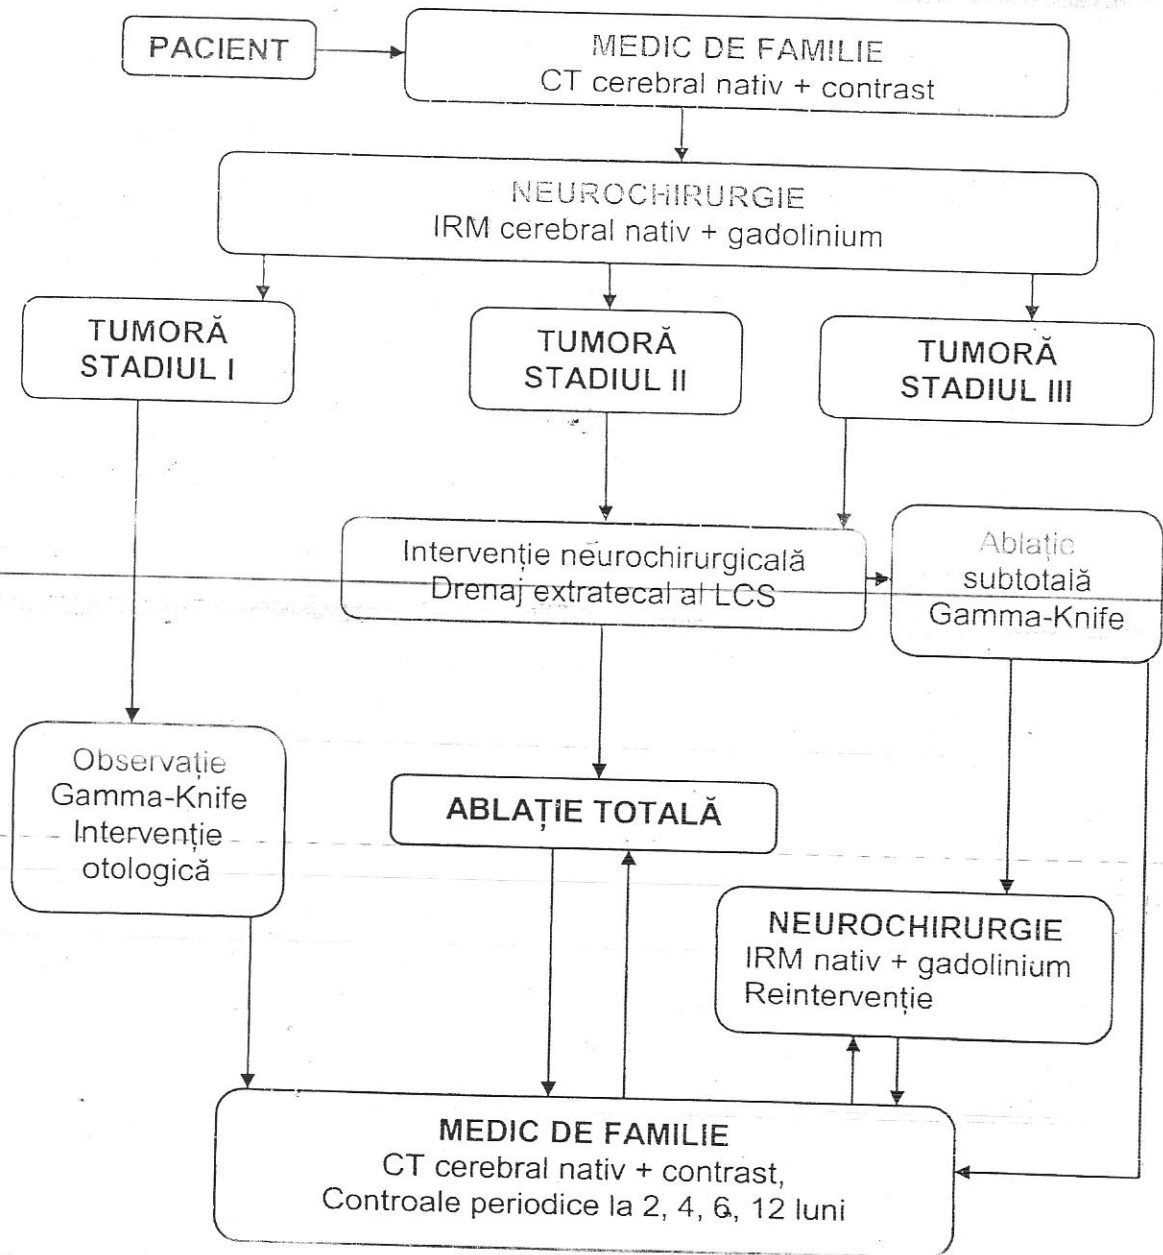 PACIENT
MEDIC DE FAMILIE
CT cerebral nativ + contrast
NEUROCHIRURGIE
IRM cerebral nativ + gadolinium
TUMORĂ
STADIUL I
TUMORĂ
STADIUL II
TUMORĂ
STADIUL III
Intervenție neurochirurgicală
Drenaj extratecal al LCS
Ablație
subtotală
Gamma-Knife
Observație
Gamma-Knife
Intervenție
otologică
ABLAȚIE TOTALĂ
NEUROCHIRURGIE
IRM nativ + gadolinium
Reintervenție
MEDIC DE FAMILIE
CT cerebral nativ + contrast,
Controale periodice la 2, 4, 6, 12 luni